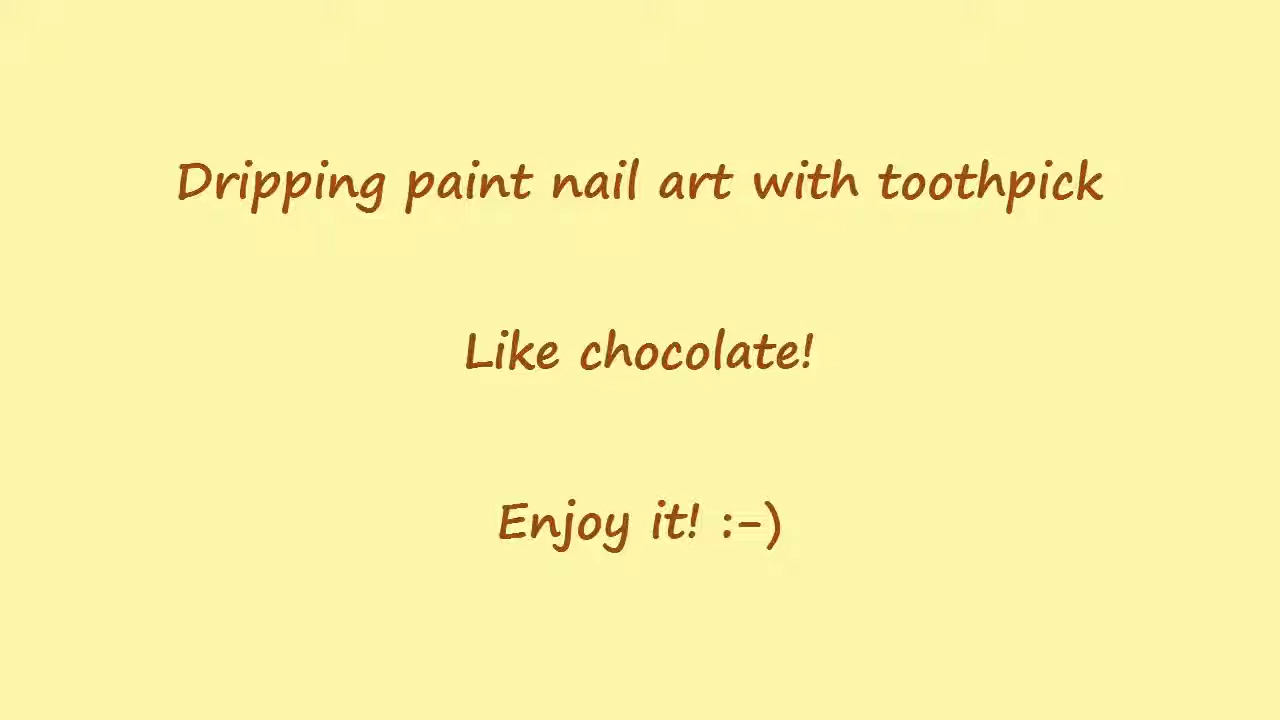 Dripping paint nail art with toothpick
Like chocolate!
Enjoy it! :-)